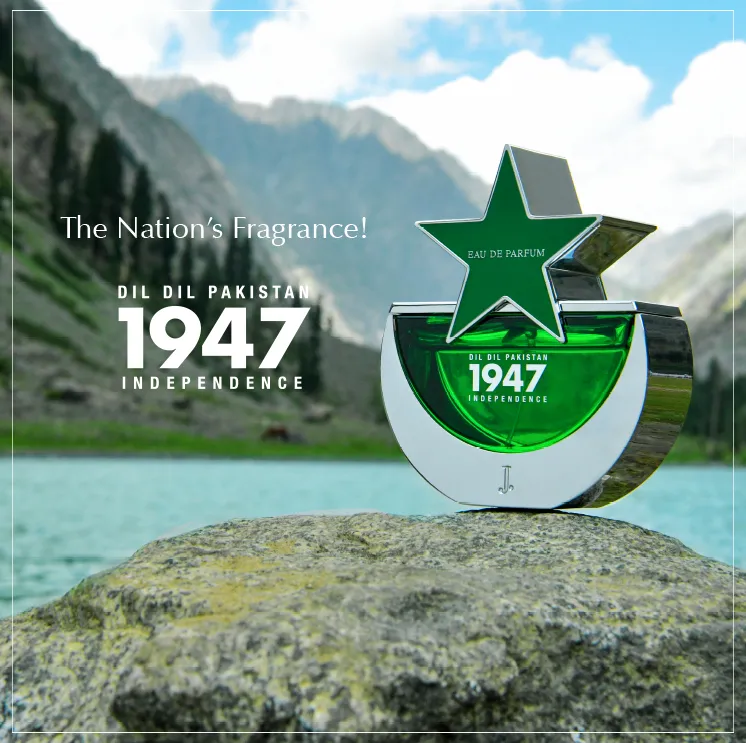 The Nation's Fragrance!
DIL DIL PAKISTAN
1947
INDEPENDENCE
EAU DE PARFUM
DIL DIL PAKISTAN
1947
INDEPENDENCE
J.